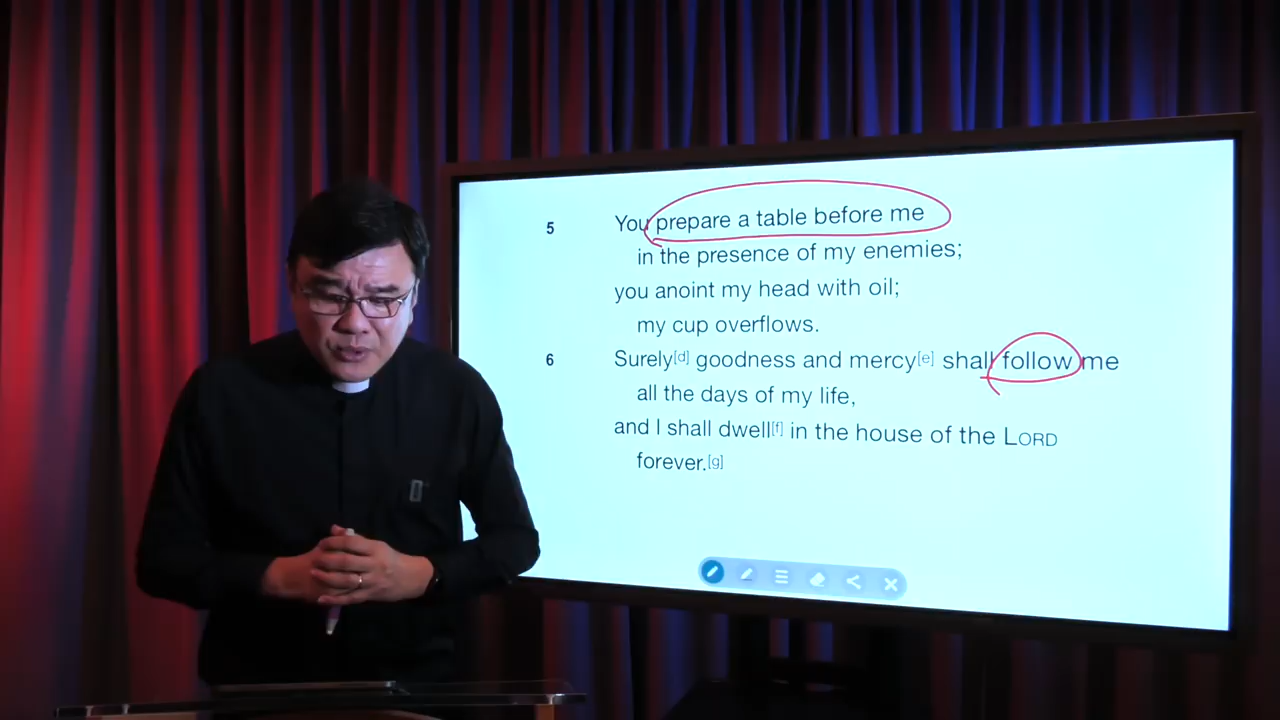 5 You prepare a table before me
in the presence of my enemies;
you anoint my head with oil;
my cup overflows.
6 Surely[d] goodness and mercy[e] shall follow me
all the days of my life,
and I shall dwell[f] in the house of the LORD
forever.[g]